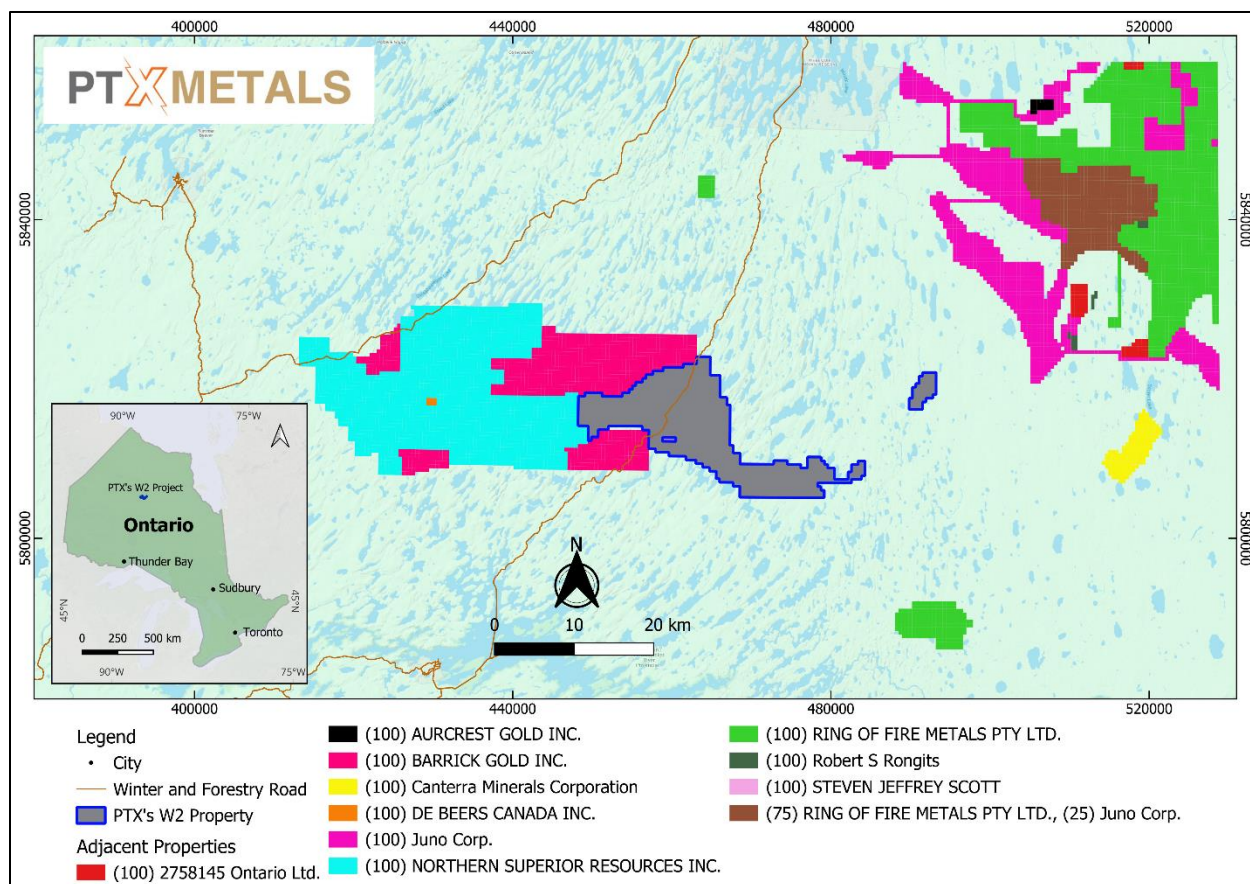 400000
440000
480000
520000
PTXMETALS
5840000
5840000
5800000
5800000
90°W
75°W
PTX's W2 Project
Ontario
Thunder Bay
Sudbury
Toronto
45°N
45°N
0 250 500 km
90°W
75°W
N
0 10 20 km
400000
440000
480000
520000
Legend
City
Winter and Forestry Road
PTX's W2 Property
Adjacent Properties
(100) 2758145 Ontario Ltd.
(100) AURCREST GOLD INC.
(100) BARRICK GOLD INC.
(100) Canterra Minerals Corporation
(100) DE BEERS CANADA INC.
(100) Juno Corp.
(100) NORTHERN SUPERIOR RESOURCES INC.
(100) RING OF FIRE METALS PTY LTD.
(100) Robert S Rongits
(100) STEVEN JEFFREY SCOTT
(75) RING OF FIRE METALS PTY LTD., (25) Juno Corp.